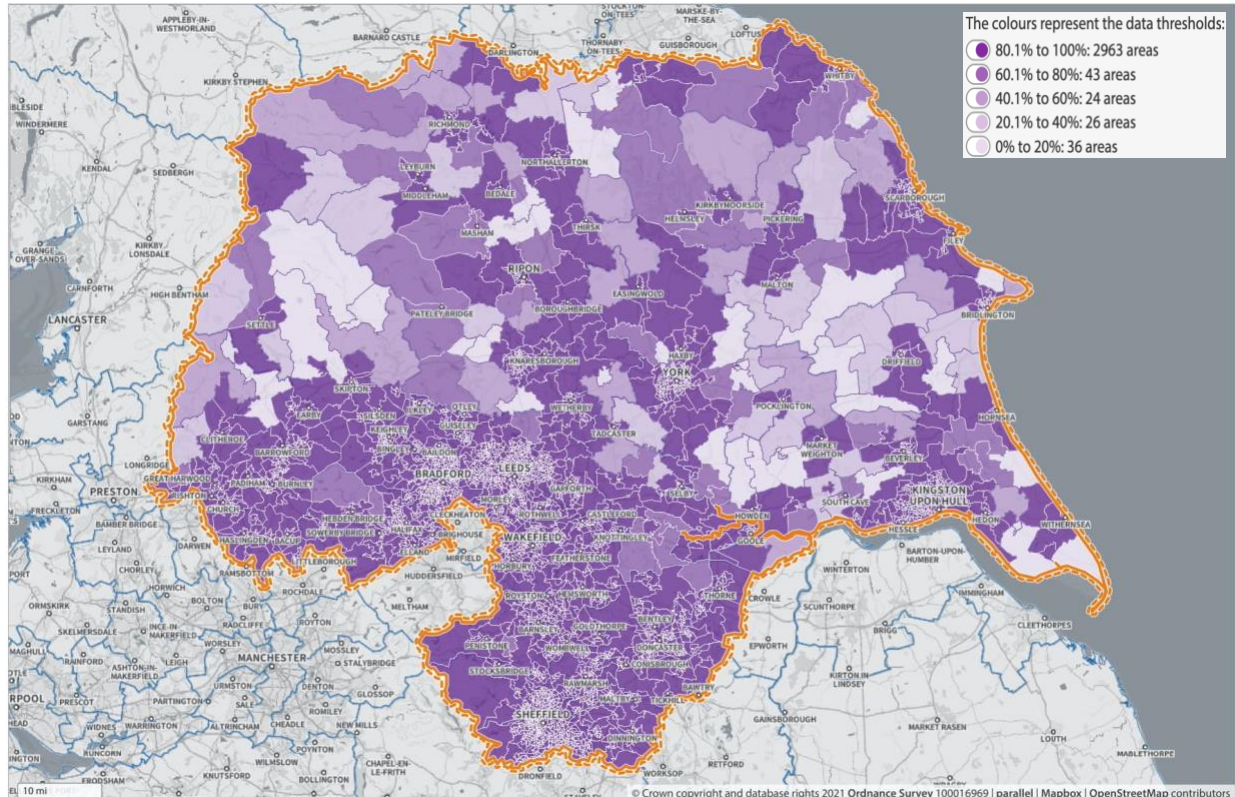 The colours represent the data thresholds:
80.1% to 100%: 2963 areas
60.1% to 80%: 43 areas
40.1% to 60%: 24 areas
20.1% to 40%: 26 areas
0% to 20%: 36 areas
APPLEBY-IN-
WESTMORLAND
BARNARD CASTLE
DARLINGTON
STOCKTON-
ON-TEES
THORNABY-
ON-TEES
MARSKE-BY-
THE-SEA
GUISBOROUGH
LOFTUS
KIRKBY STEPHEN
WHITBY
WINDERMERE
KENDAL
SEDBERGH
RICHMOND
NORTHALLERTON
LEYBURN
MIDDLEHAM
BEDALE
SCARBOROUGH
KIRKBYMOORSIDE
HELMSLEY
PICKERING
KIRKBY
LONSDALE
GRANGE-
OVER-SANDS
MASHAM
THIRSK
FILEY
CARNFORTH
HIGH BENTHAM
RIPON
EASINGWOLD
MALTON
LANCASTER
SETTLE
PATELEY BRIDGE
BOROUGHBRIDGE
BRIDLINGTON
KNARESBOROUGH
HAXBY
YORK
DRIFFIELD
SKIPTON
GARSTANG
EARBY
SILSDEN
ILKLEY
OTLEY
WETHERBY
POCKLINGTON
HORNSEA
CLITHEROE
KEIGHLEY
GUISELEY
TADCASTER
MARKET
WEIGHTON
BEVERLEY
BARROWFORD
BINGLEY
BAILDON
LONGRIDGE
GREAT HARWOOD
PADIHAM
BURNLEY
BRADFORD
LEEDS
GARFORTH
SELBY
SOUTH CAVE
KINGSTON
UPON HULL
KIRKHAM
PRESTON
RISHTON
CHURCH
HEBDEN BRIDGE
MORLEY
ROTHWELL
CASTLEFORD
HOWDEN
HEDON
WITHERNSEA
FRECKLETON
BAMBER BRIDGE
HASLINGDEN
BACUP
SOWERBY BRIDGE
HALIFAX
CLECKHEATON
BRIGHOUSE
WAKEFIELD
KNOTTINGLEY
GOOLE
HESSLE
LEYLAND
DARWEN
ELLAND
MIRFIELD
FEATHERSTONE
BARTON-UPON-
HUMBER
CHORLEY
RAMSBOTTOM
LITTLEBOROUGH
HUDDERSFIELD
HORBURY
WINTERTON
IMMINGHAM
HORWICH
ROCHDALE
BURY
MELTHAM
ROYSTON
HEMSWORTH
THORNE
CROWLE
SCUNTHORPE
ORMSKIRK
STANDISH
BOLTON
RADCLIFFE
ROYTON
BARNSLEY
GOLDTHORPE
BENTLEY
CLEETHORPES
SKELMERSDALE
INCE-IN-
MAKERFIELD
WORSLEY
MOSSLEY
PENISTONE
WOMBWELL
DONCASTER
EPWORTH
BRIGG
MAGHULL
RAINFORD
LEIGH
MANCHESTER
STALYBRIDGE
STOCKSBRIDGE
CONISBROUGH
ASHTON-IN-
MAKERFIELD
URMSTON
DENTON
GLOSSOP
RAWMARSH
BAWTRY
KIRTON IN
LINDSEY
PRESCOT
PARTINGTON
SALE
ROMILEY
MALTBY
TICKHILL
WIDNES
WARRINGTON
ALTRINCHAM
CHEADLE
NEW MILLS
SHEFFIELD
GAINSBOROUGH
MARKET RASEN
LOUTH
RUNCORN
POYNTON
DINNINGTON
MABLETHORPE
WILMSLOW
CHAPEL-EN-
LE-FRITH
RETFORD
FRODSHAM
KNUTSFORD
BOLLINGTON
DRONFIELD
WORKSOP
10 mi
© Crown copyright and database rights 2021 Ordnance Survey 100016969 | parallel | Mapbox | OpenStreetMap contributors